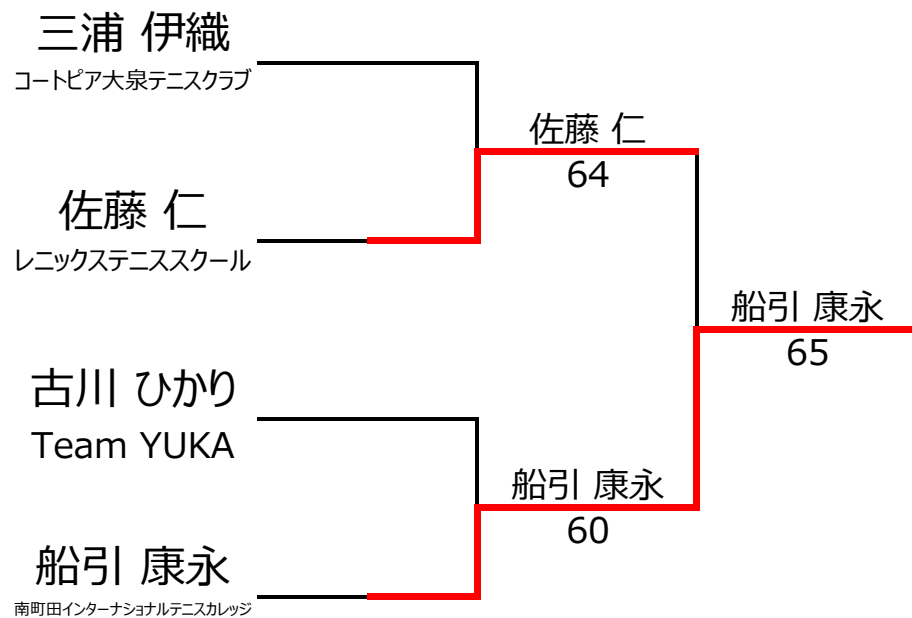 三浦 伊織
コートピア大泉テニスクラブ
佐藤 仁
64
佐藤 仁
レニックステニススクール
船引 康永
65
古川 ひかり
Team YUKA
船引 康永
60
船引 康永
南町田インターナショナルテニスカレッジ